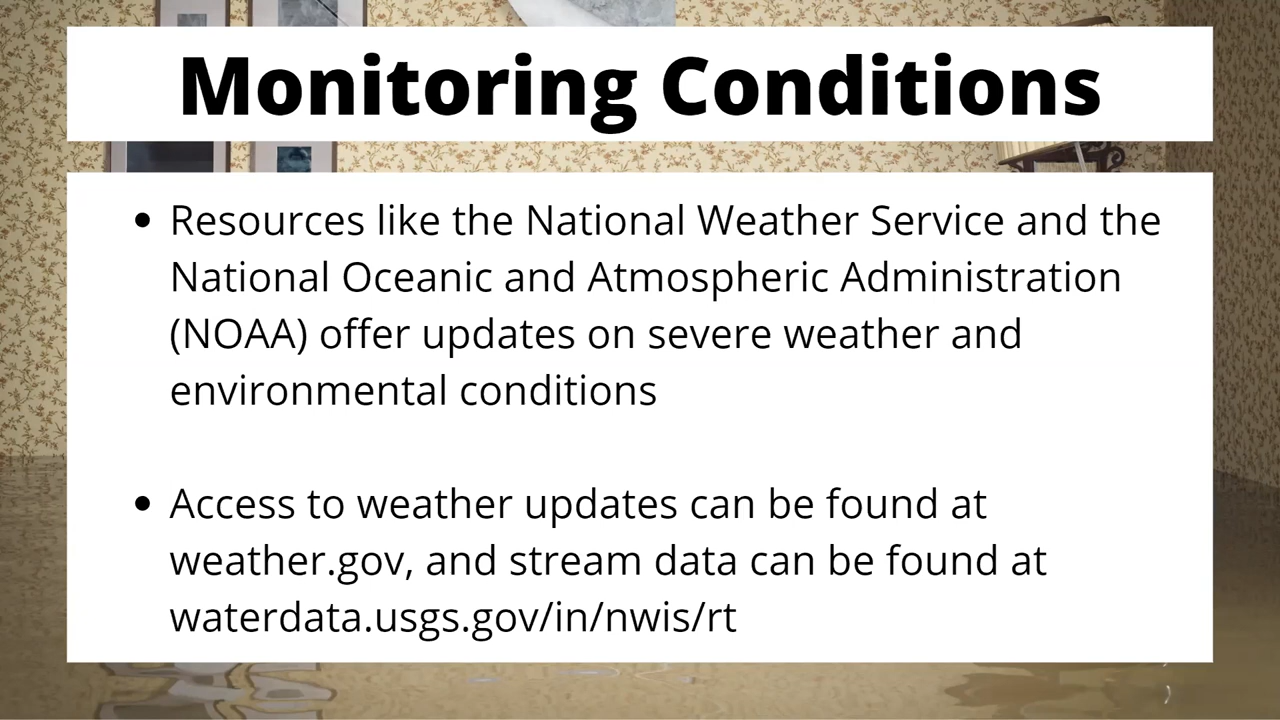 Monitoring Conditions
• Resources like the National Weather Service and the
National Oceanic and Atmospheric Administration
(NOAA) offer updates on severe weather and
environmental conditions
• Access to weather updates can be found at
weather.gov, and stream data can be found at
waterdata.usgs.gov/in/nwis/rt